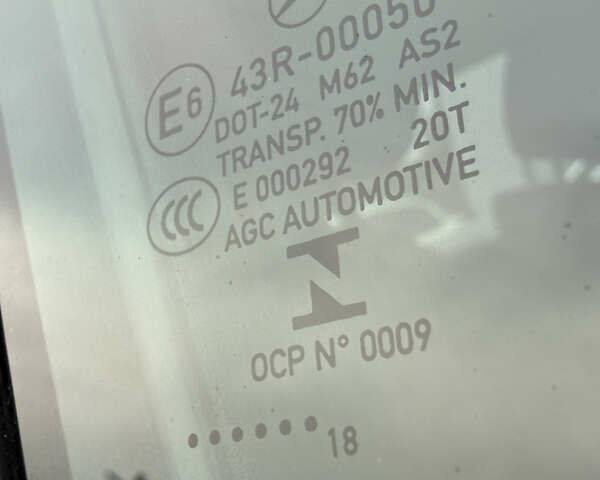 E6 43R-00050
DOT-24 M62 AS2
TRANSP. 70% MIN.
E 000292 20T
CCC AGC AUTOMOTIVE
OCP N° 0009
...... 18